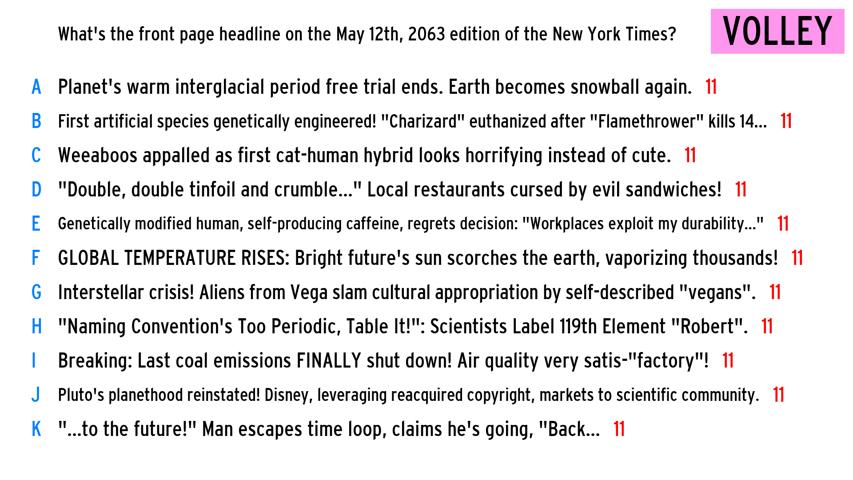 What's the front page headline on the May 12th, 2063 edition of the New York Times?
VOLLEY
A Planet's warm interglacial period free trial ends. Earth becomes snowball again. 11
B First artificial species genetically engineered! "Charizard" euthanized after "Flamethrower" kills 14... 11
C Weeaboos appalled as first cat-human hybrid looks horrifying instead of cute. 11
D "Double, double tinfoil and crumble..." Local restaurants cursed by evil sandwiches! 11
E Genetically modified human, self-producing caffeine, regrets decision: "Workplaces exploit my durability..." 11
F GLOBAL TEMPERATURE RISES: Bright future's sun scorches the earth, vaporizing thousands! 11
G Interstellar crisis! Aliens from Vega slam cultural appropriation by self-described "vegans". 11
H "Naming Convention's Too Periodic, Table It!": Scientists Label 119th Element "Robert". 11
I Breaking: Last coal emissions FINALLY shut down! Air quality very satis-"factory"! 11
J Pluto's planethood reinstated! Disney, leveraging reacquired copyright, markets to scientific community. 11
K "...to the future!" Man escapes time loop, claims he's going, "Back... 11